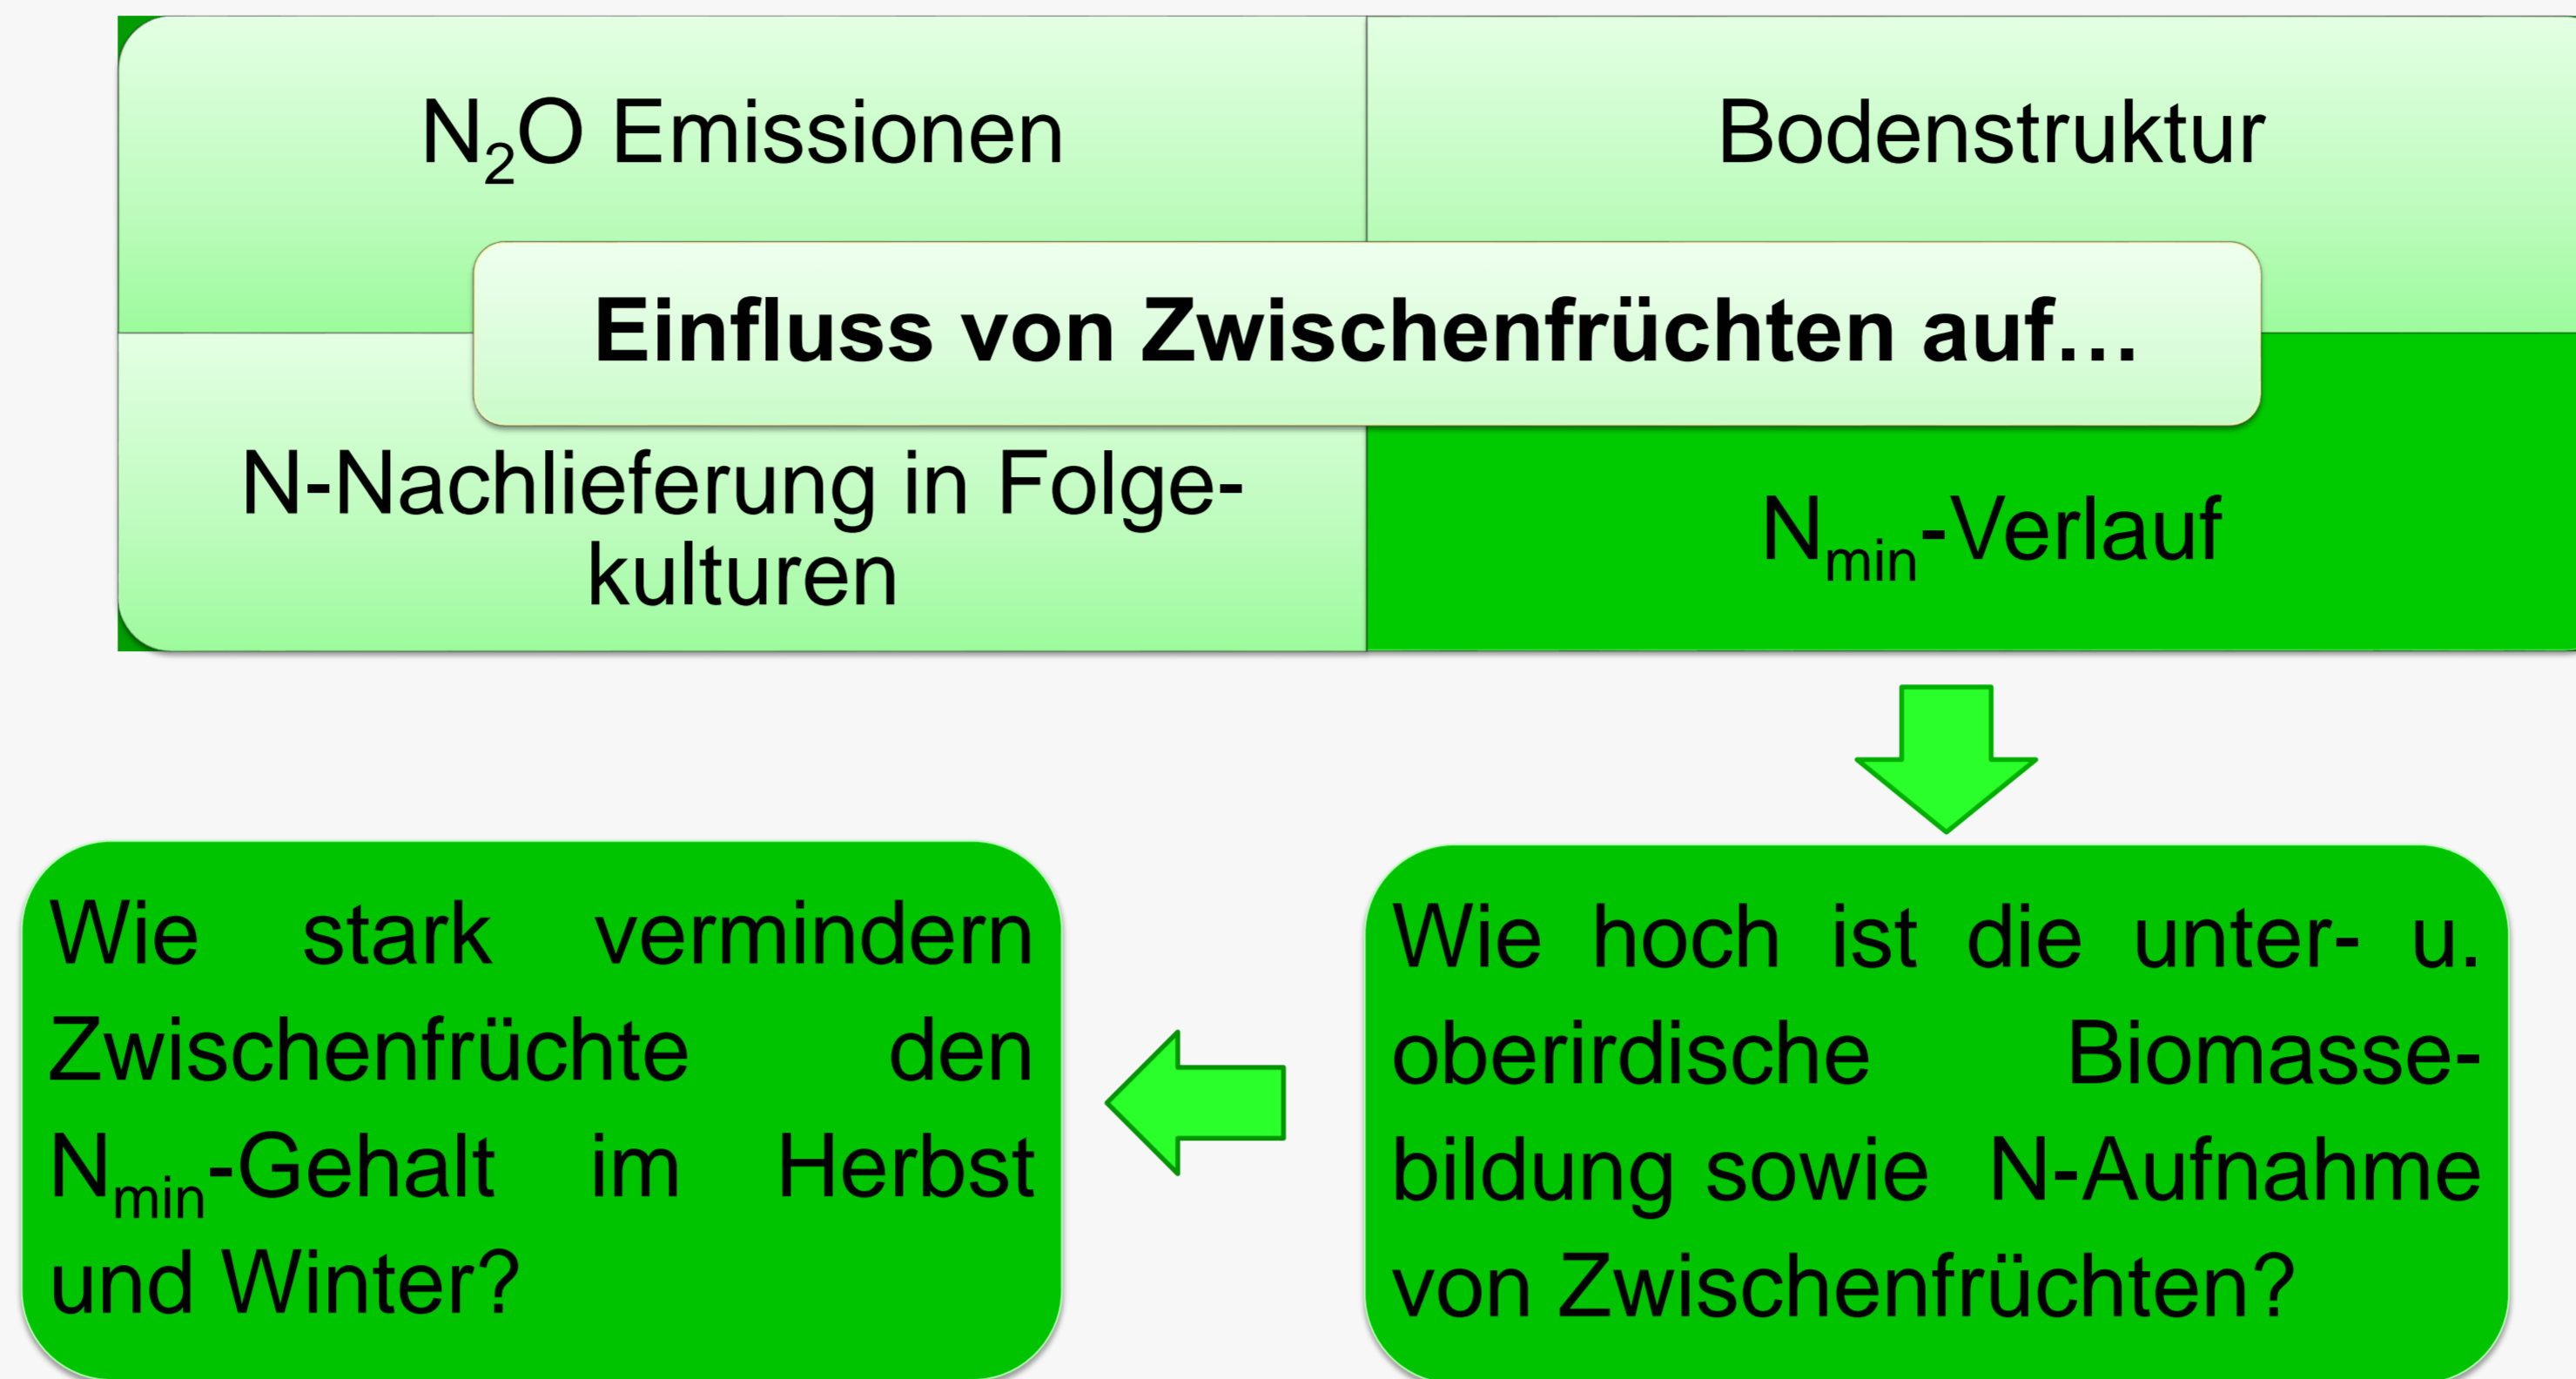 N₂O Emissionen
Bodenstruktur
Einfluss von Zwischenfrüchten auf…
N-Nachlieferung in Folge-
kulturen
Nmin-Verlauf
Wie stark vermindern
Zwischenfrüchte den
Nmin-Gehalt im Herbst
und Winter?
Wie hoch ist die unter- u.
oberirdische Biomasse-
bildung sowie N-Aufnahme
von Zwischenfrüchten?